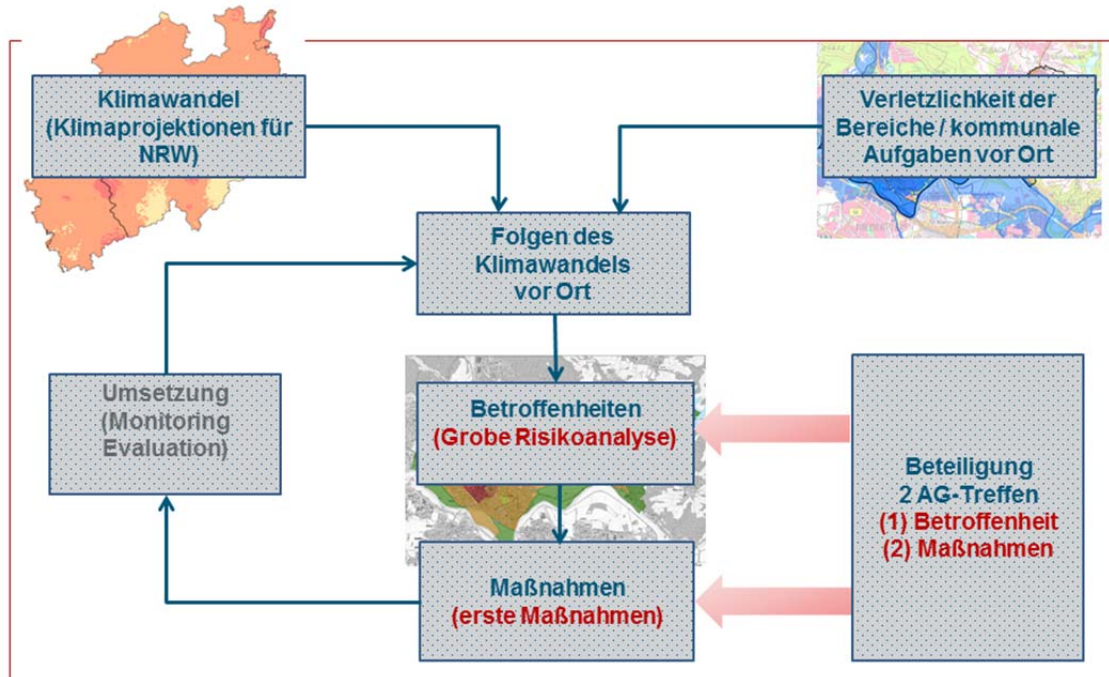 Klimawandel
(Klimaprojektionen für
NRW)
Verletzlichkeit der
Bereiche / kommunale
Aufgaben vor Ort
Folgen des
Klimawandels
vor Ort
Umsetzung
(Monitoring
Evaluation)
Betroffenheiten
(Grobe Risikoanalyse)
Beteiligung
2 AG-Treffen
(1) Betroffenheit
(2) Maßnahmen
Maßnahmen
(erste Maßnahmen)